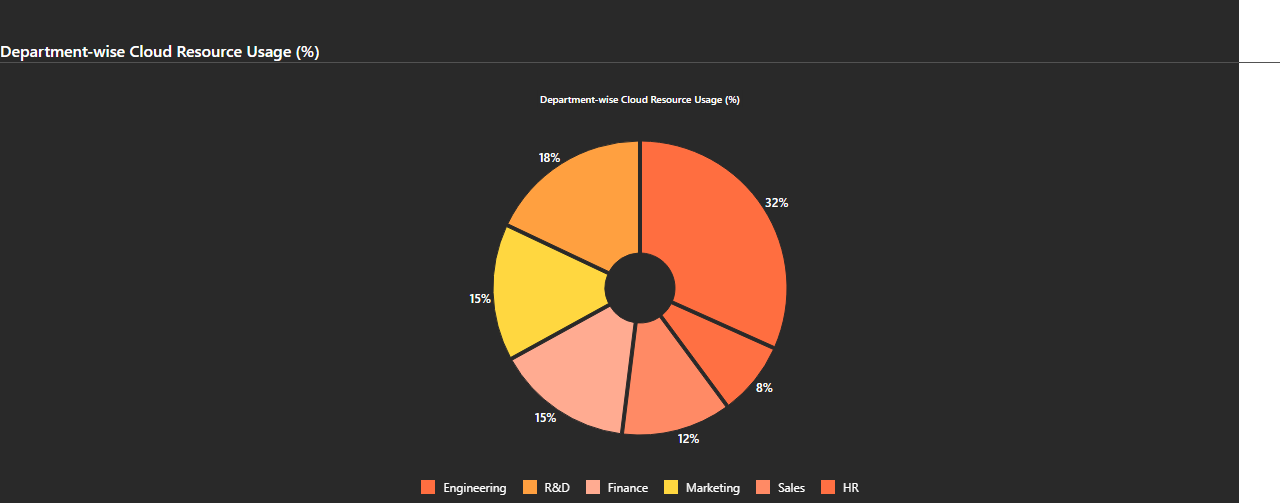 Department-wise Cloud Resource Usage (%)
Department-wise Cloud Resource Usage (%)
18%
32%
15%
8%
15%
12%
Engineering R&D Finance Marketing Sales HR